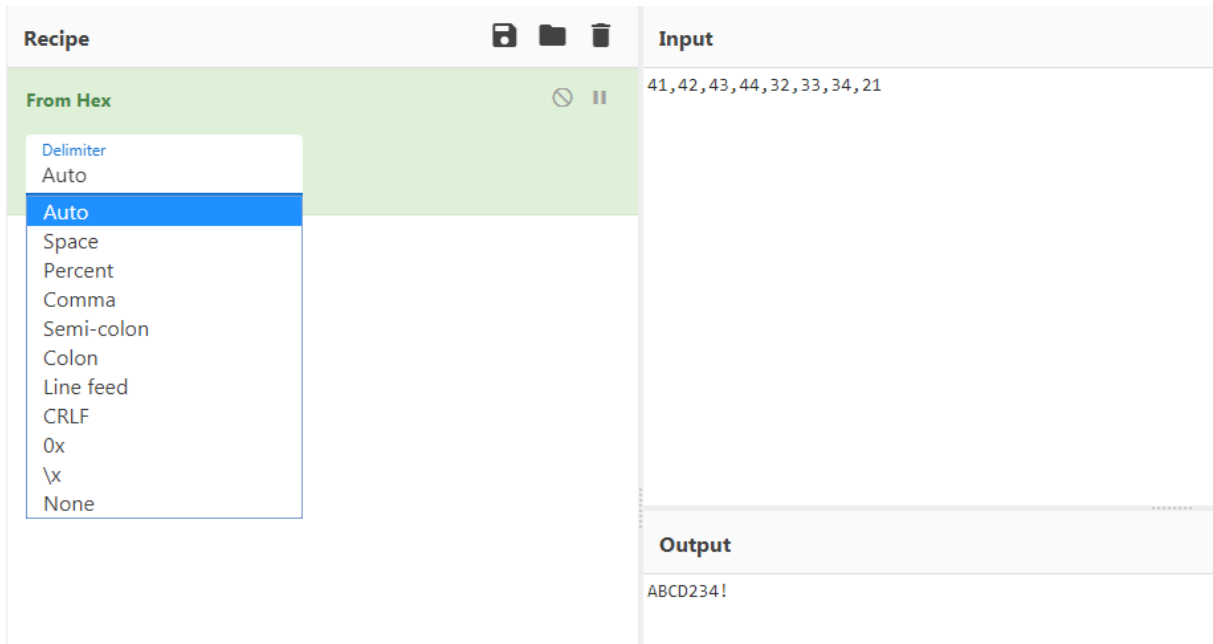 Recipe
From Hex
Delimiter
Auto
Auto
Space
Percent
Comma
Semi-colon
Colon
Line feed
CRLF
0x
\x
None
Input
41,42,43,44,32,33,34,21
Output
ABCD234!